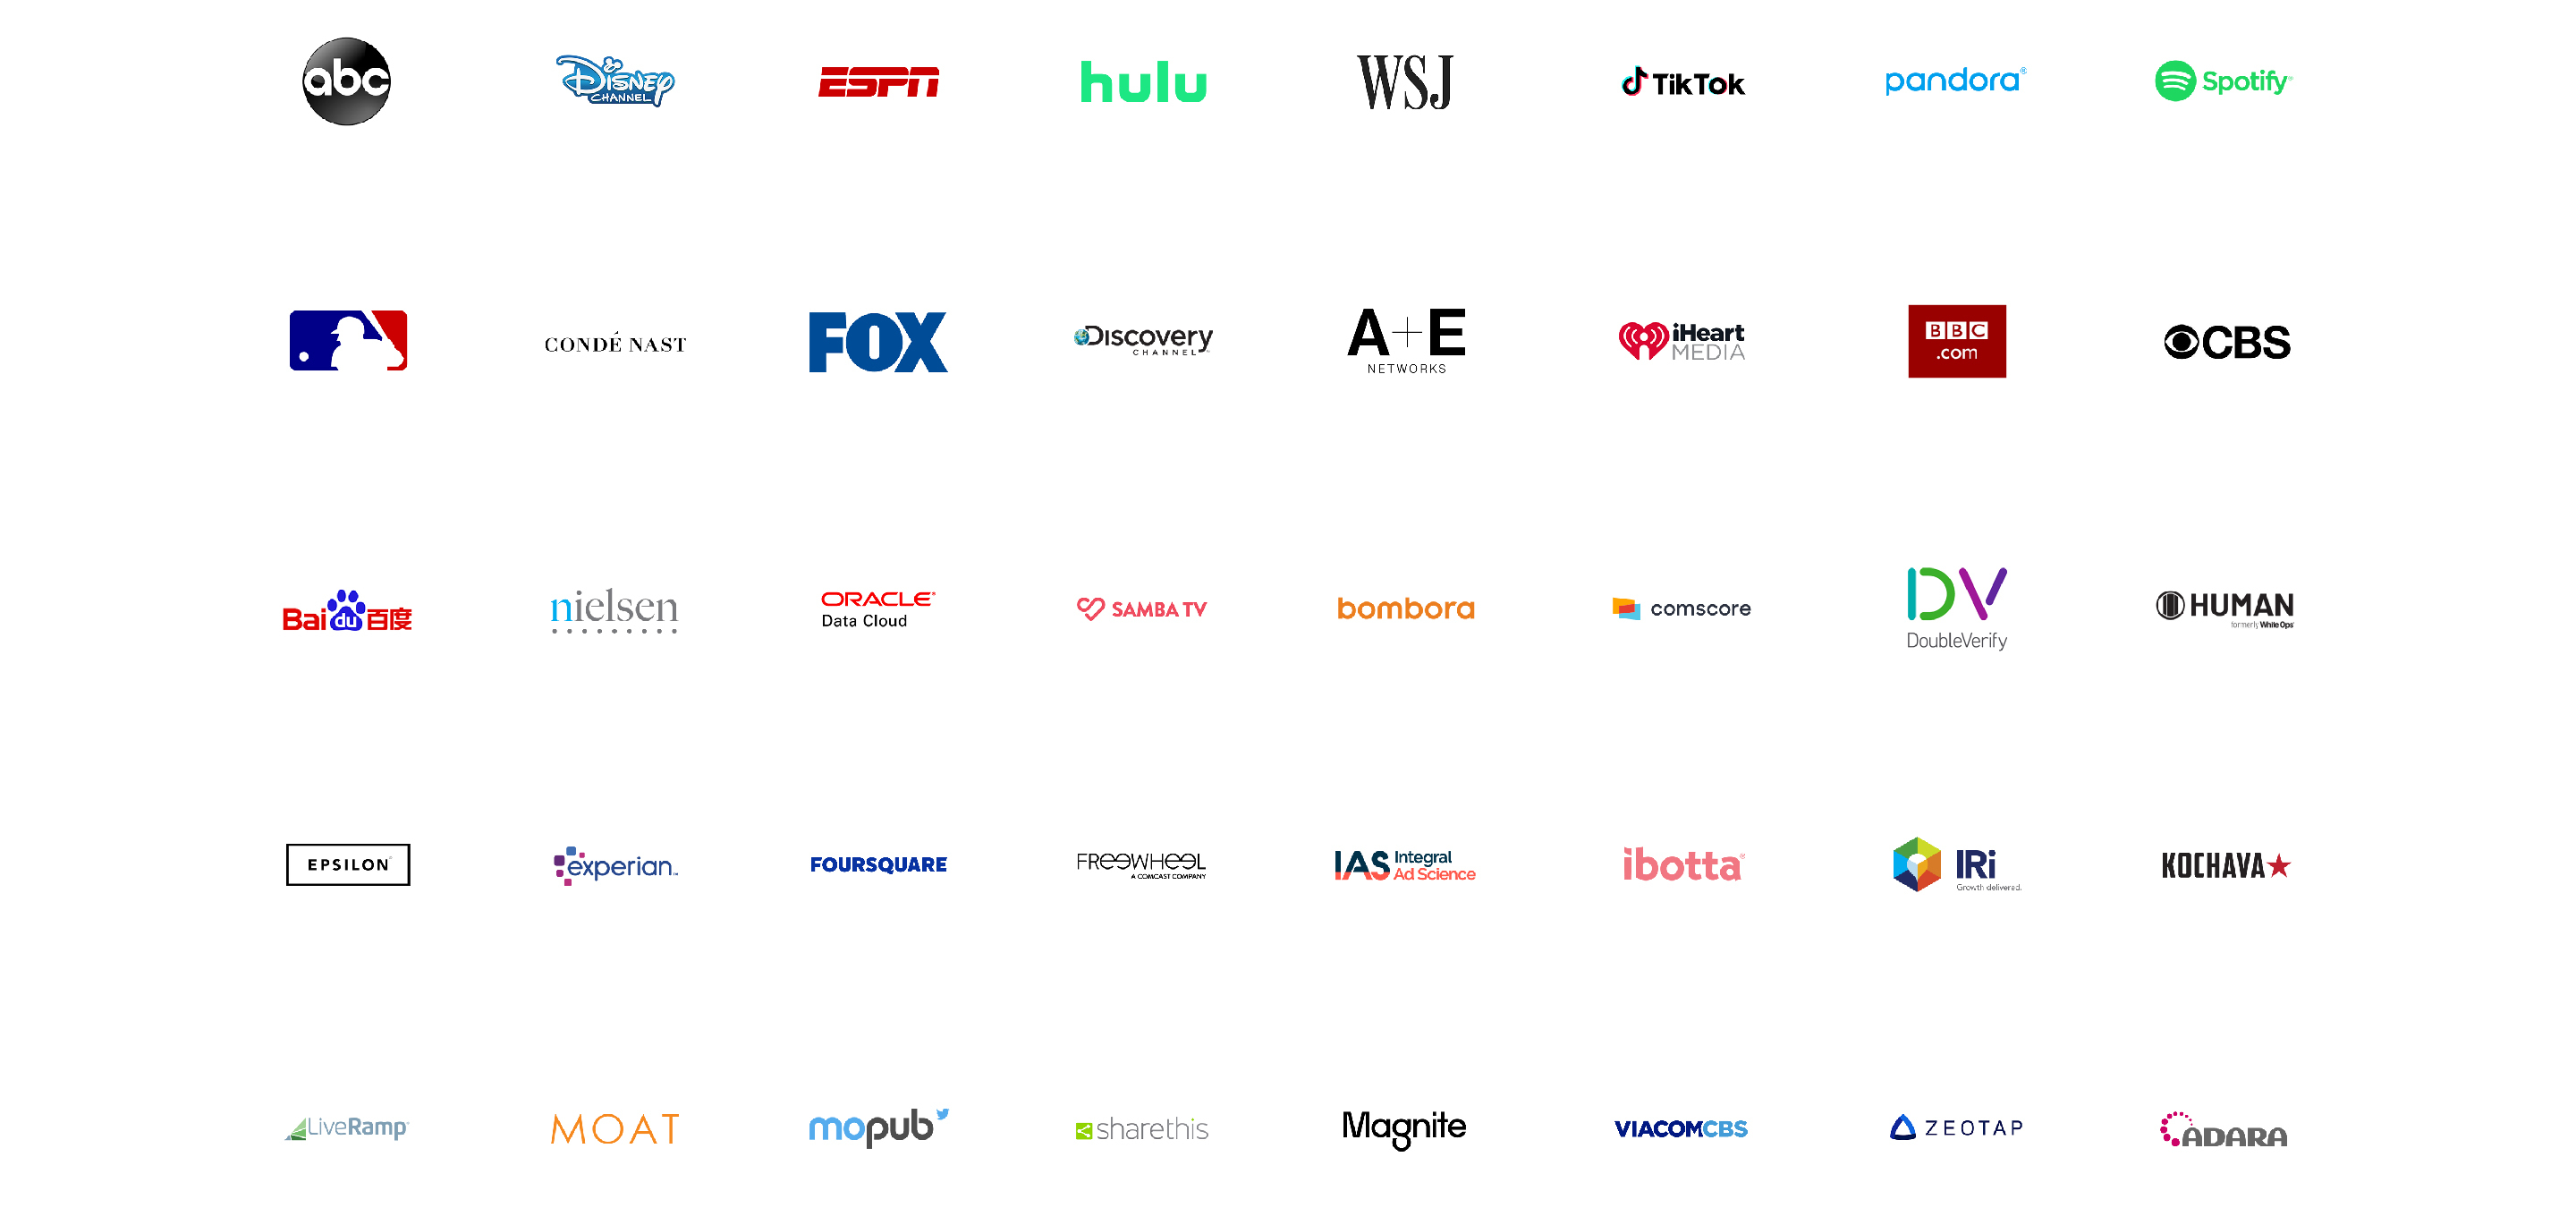 abc
Disney CHANNEL
ESPN
hulu
WSJ
TikTok
pandora®
Spotify®
CONDÉ NAST
FOX
Discovery
CHANNEL
A+E
NETWORKS
iHeart
MEDIA
BBC
.com
CBS
Bai du 百度
nielsen
ORACLE®
Data Cloud
SAMBA TV
bombora
comscore
DV
DoubleVerify
HUMAN
formerly White Ops
EPSILON®
experian™
FOURSQUARE
FREEWHEEL
A COMCAST COMPANY
IAS Integral
Ad Science
ibotta®
IRi
Growth delivered.
KOCHAVA
LiveRamp
MOAT
mopub
sharethis
Magnite
VIACOMCBS
ZEOTAP
ADARA